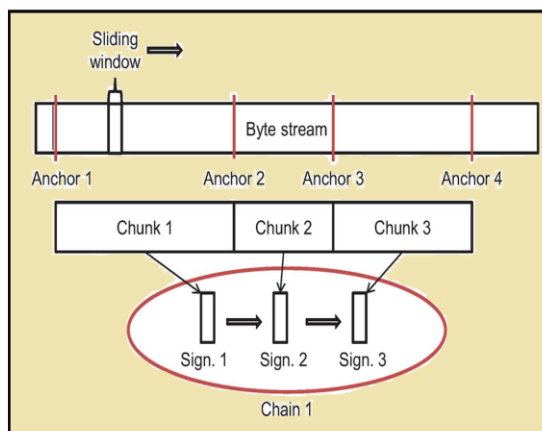 Sliding
window
Byte stream
Anchor 1
Anchor 2
Anchor 3
Anchor 4
Chunk 1
Chunk 2
Chunk 3
Sign. 1
Sign. 2
Sign. 3
Chain 1